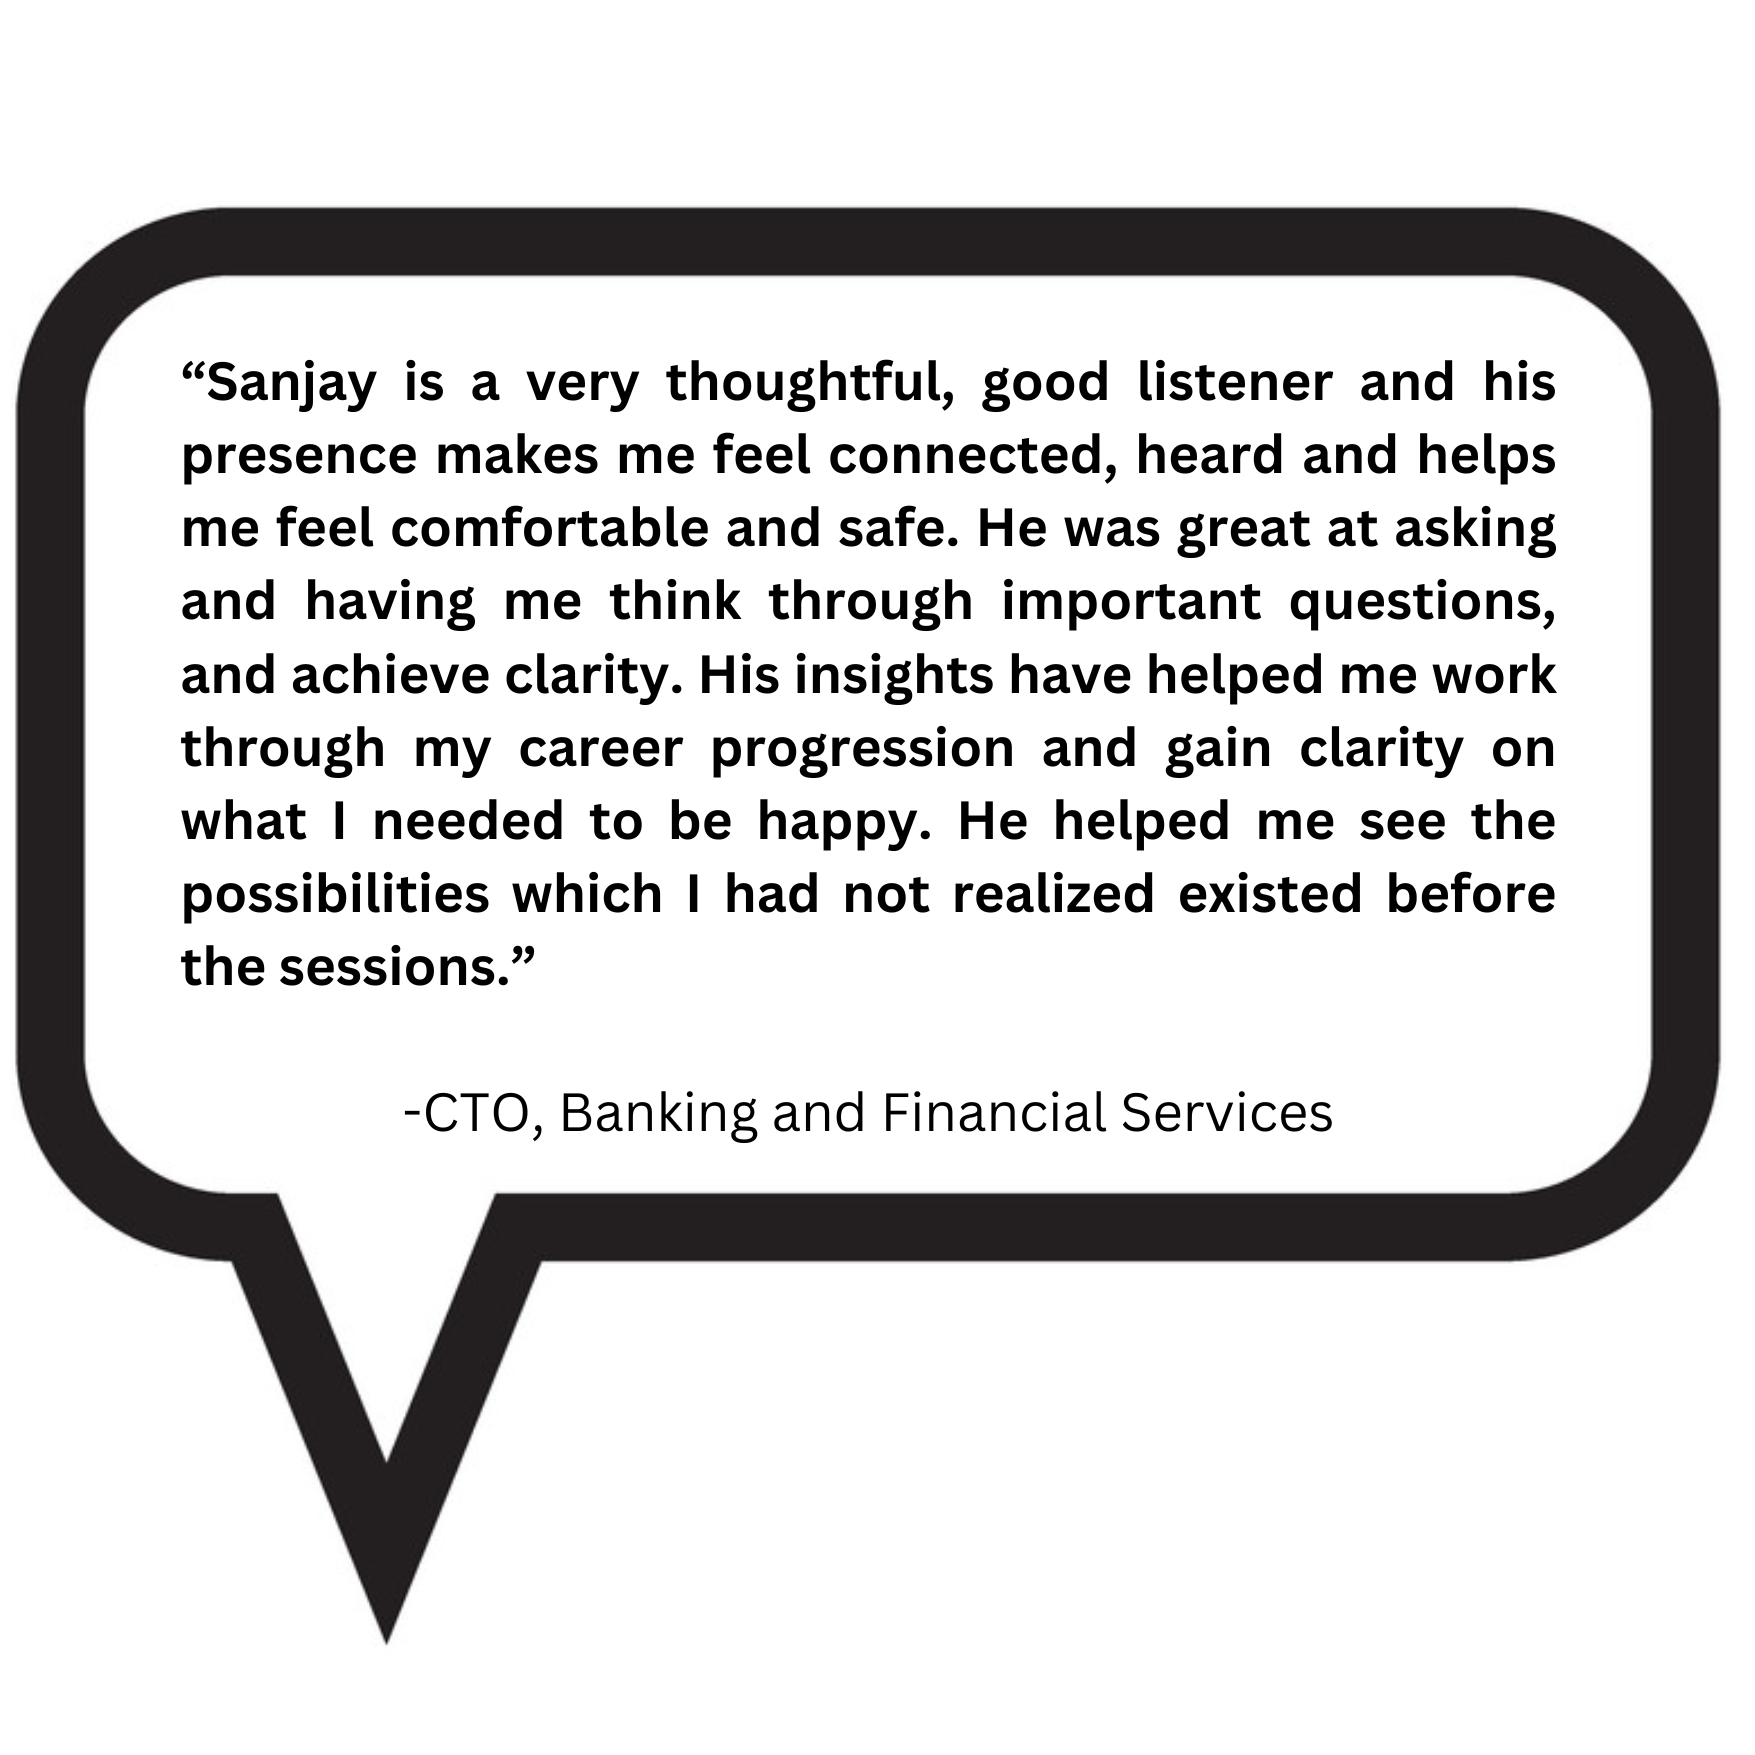 “Sanjay is a very thoughtful, good listener and his
presence makes me feel connected, heard and helps
me feel comfortable and safe. He was great at asking
and having me think through important questions,
and achieve clarity. His insights have helped me work
through my career progression and gain clarity on
what I needed to be happy. He helped me see the
possibilities which I had not realized existed before
the sessions.”
-CTO, Banking and Financial Services